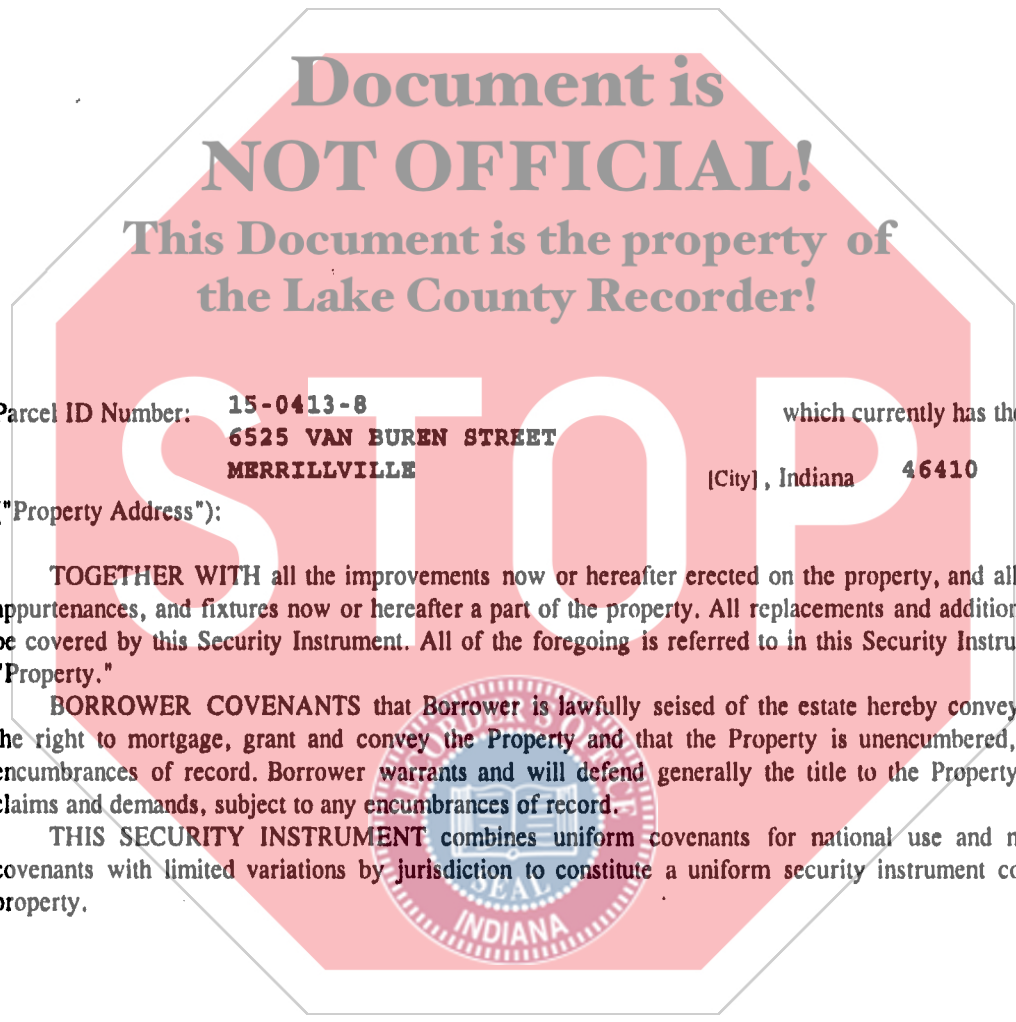 Document is
NOT OFFICIAL!
This Document is the property of
the Lake County Recorder!
STOP
Parcel ID Number: 15-0413-8 which currently has the
6525 VAN BUREN STREET
MERRILLVILLE [City] , Indiana 46410
("Property Address"):
TOGETHER WITH all the improvements now or hereafter erected on the property, and all
appurtenances, and fixtures now or hereafter a part of the property. All replacements and addition
be covered by this Security Instrument. All of the foregoing is referred to in this Security Instru
"Property."
BORROWER COVENANTS that Borrower is lawfully seised of the estate hereby convey
the right to mortgage, grant and convey the Property and that the Property is unencumbered,
encumbrances of record. Borrower warrants and will defend generally the title to the Property
claims and demands, subject to any encumbrances of record.
THIS SECURITY INSTRUMENT combines uniform covenants for national use and n
covenants with limited variations by jurisdiction to constitute a uniform security instrument co
property.
RECORDER'S OFFICE
SEAL
INDIANA